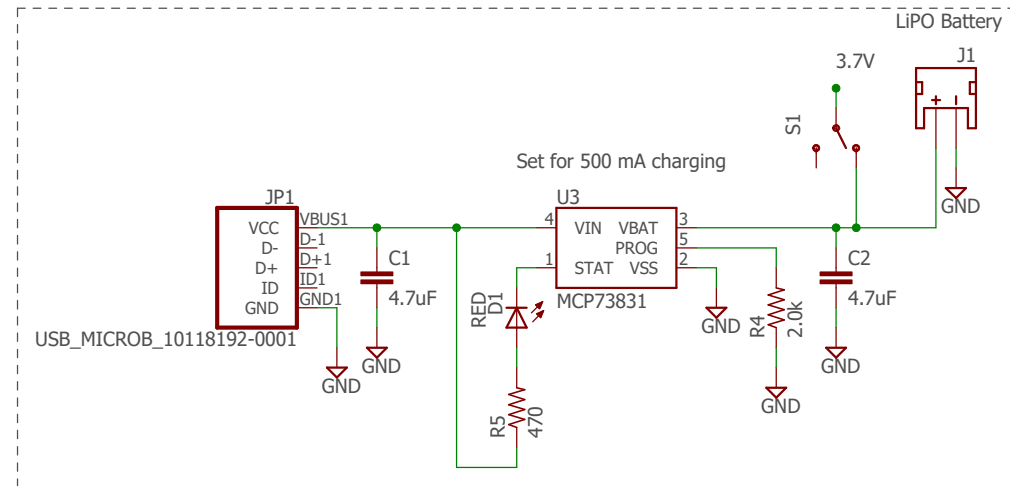 LiPO Battery
3.7V
J1
+ -
S1
Set for 500 mA charging
JP1
U3
VCC VBUS1
D- D-1
D+ D+1
ID ID1
GND GND1
USB_MICROB_10118192-0001
C1
4.7uF
4 VIN VBAT 3
PROG 5
1 STAT VSS 2
MCP73831
C2
4.7uF
RED
D1
R4
2.0k
R5
470
GND
GND
GND
GND
GND
GND